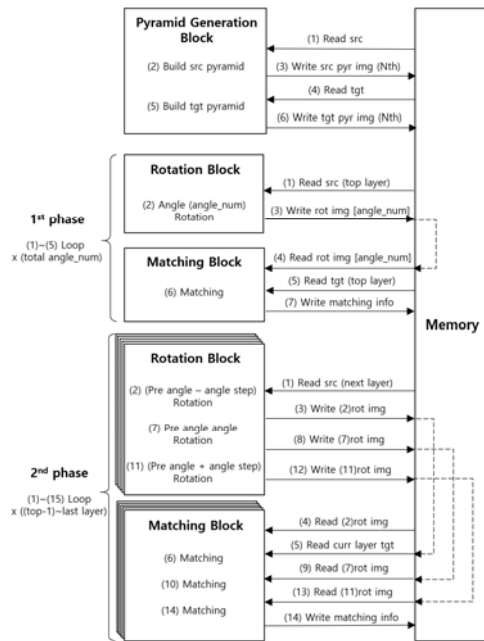 Pyramid Generation
Block
(1) Read src
(2) Build src pyramid
(3) Write src pyr img (Nth)
(4) Read tgt
(5) Build tgt pyramid
(6) Write tgt pyr img (Nth)
Rotation Block
(1) Read src (top layer)
(2) Angle (angle_num)
Rotation
(3) Write rot img [angle_num]
1st phase
(1)~(5) Loop
x (total angle_num)
Matching Block
(4) Read rot img [angle_num]
(5) Read tgt (top layer)
(6) Matching
(7) Write matching info
Memory
Rotation Block
(1) Read src (next layer)
(2) (Pre angle – angle step)
Rotation
(3) Write (2)rot img
(7) Pre angle angle
Rotation
(8) Write (7)rot img
(11) (Pre angle + angle step)
Rotation
(12) Write (11)rot img
2nd phase
(1)~(15) Loop
x ((top-1)~last layer)
Matching Block
(4) Read (2)rot img
(5) Read curr layer tgt
(6) Matching
(9) Read (7)rot img
(10) Matching
(13) Read (11)rot img
(14) Matching
(14) Write matching info